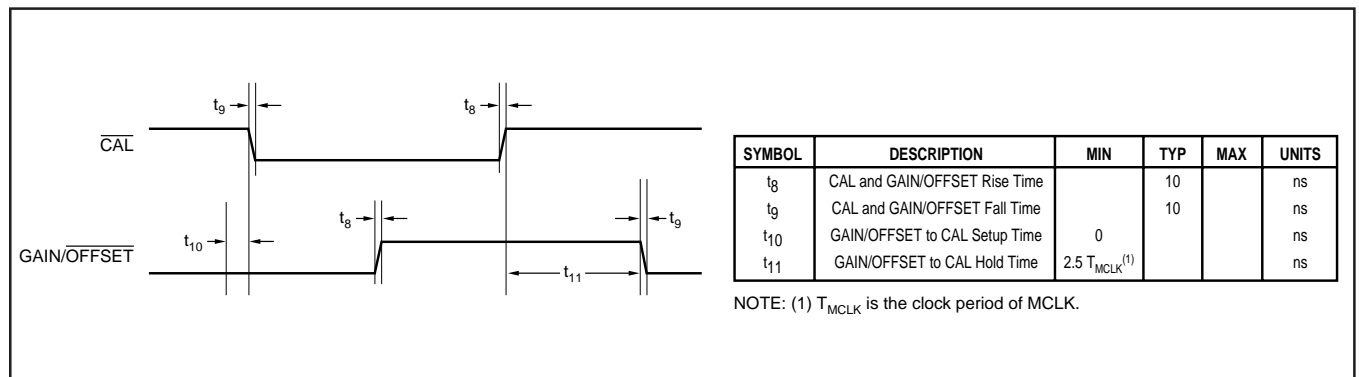 t9
t8
CAL
t8
t9
t10
GAIN/OFFSET
t11
SYMBOL DESCRIPTION MIN TYP MAX UNITS
t8 CAL and GAIN/OFFSET Rise Time 10 ns
t9 CAL and GAIN/OFFSET Fall Time 10 ns
t10 GAIN/OFFSET to CAL Setup Time 0 ns
t11 GAIN/OFFSET to CAL Hold Time 2.5 TMCLK(1) ns
NOTE: (1) TMCLK is the clock period of MCLK.